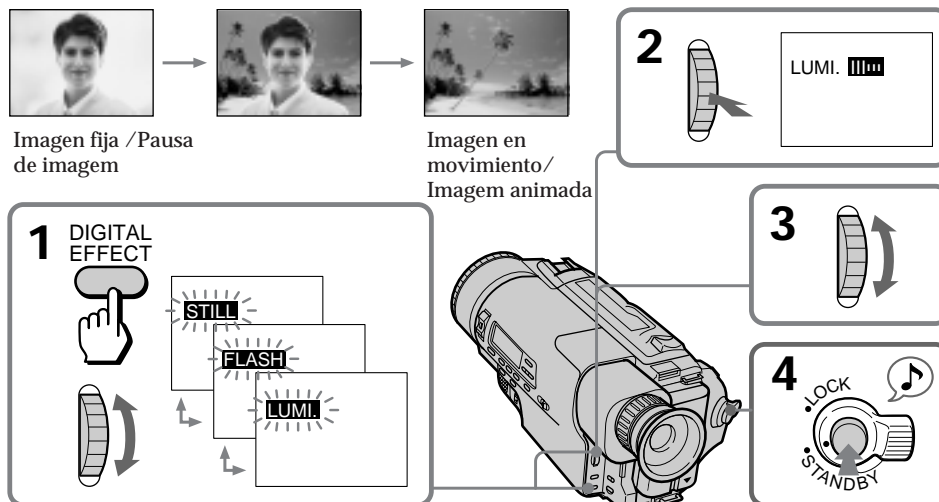 Imagen fija /Pausa
de imagem
Imagen en
movimiento/
Imagem animada
1
DIGITAL
EFFECT
STILL
FLASH
LUMI.
2
LUMI.
3
4
LOCK
STANDBY